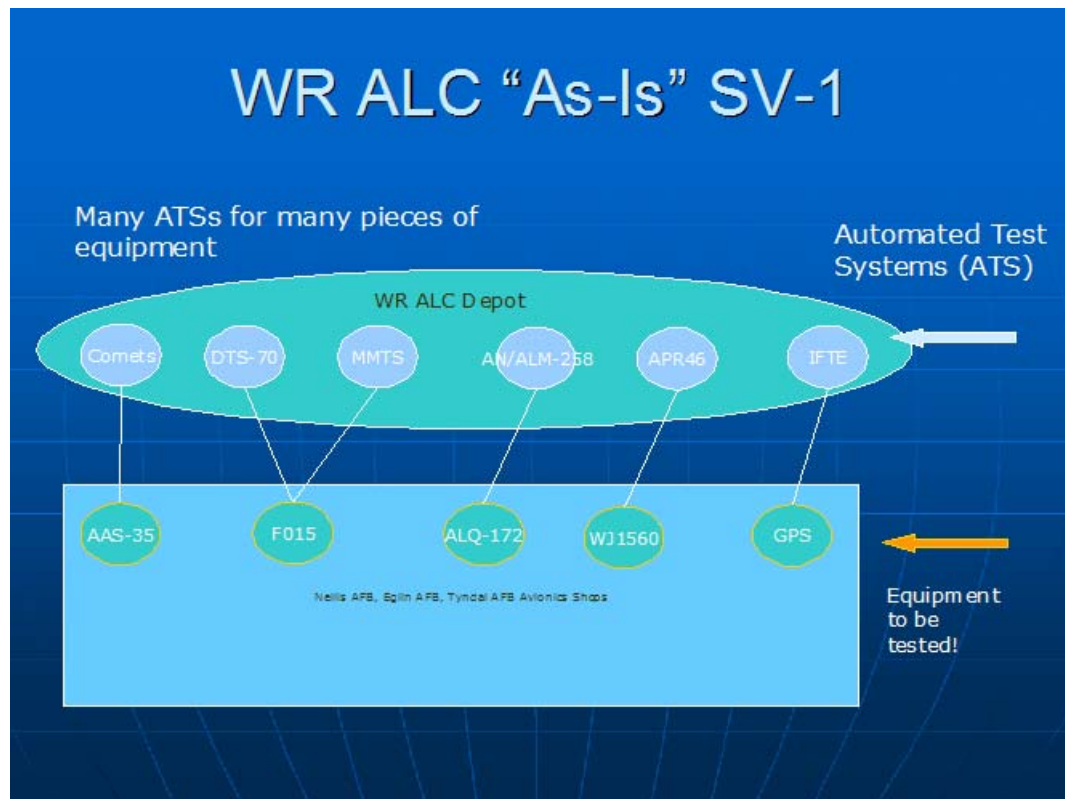 WR ALC “As-Is” SV-1
Many ATSs for many pieces of
equipment
Automated Test
Systems (ATS)
WR ALC Depot
Comets DTS-70 MMTS AN/ALM-258 APR46 IFTE
AAS-35 F015 ALQ-172 WJ1560 GPS
Nellis AFB, Eglin AFB, Tyndal AFB Avionics Shops
Equipment
to be
tested!